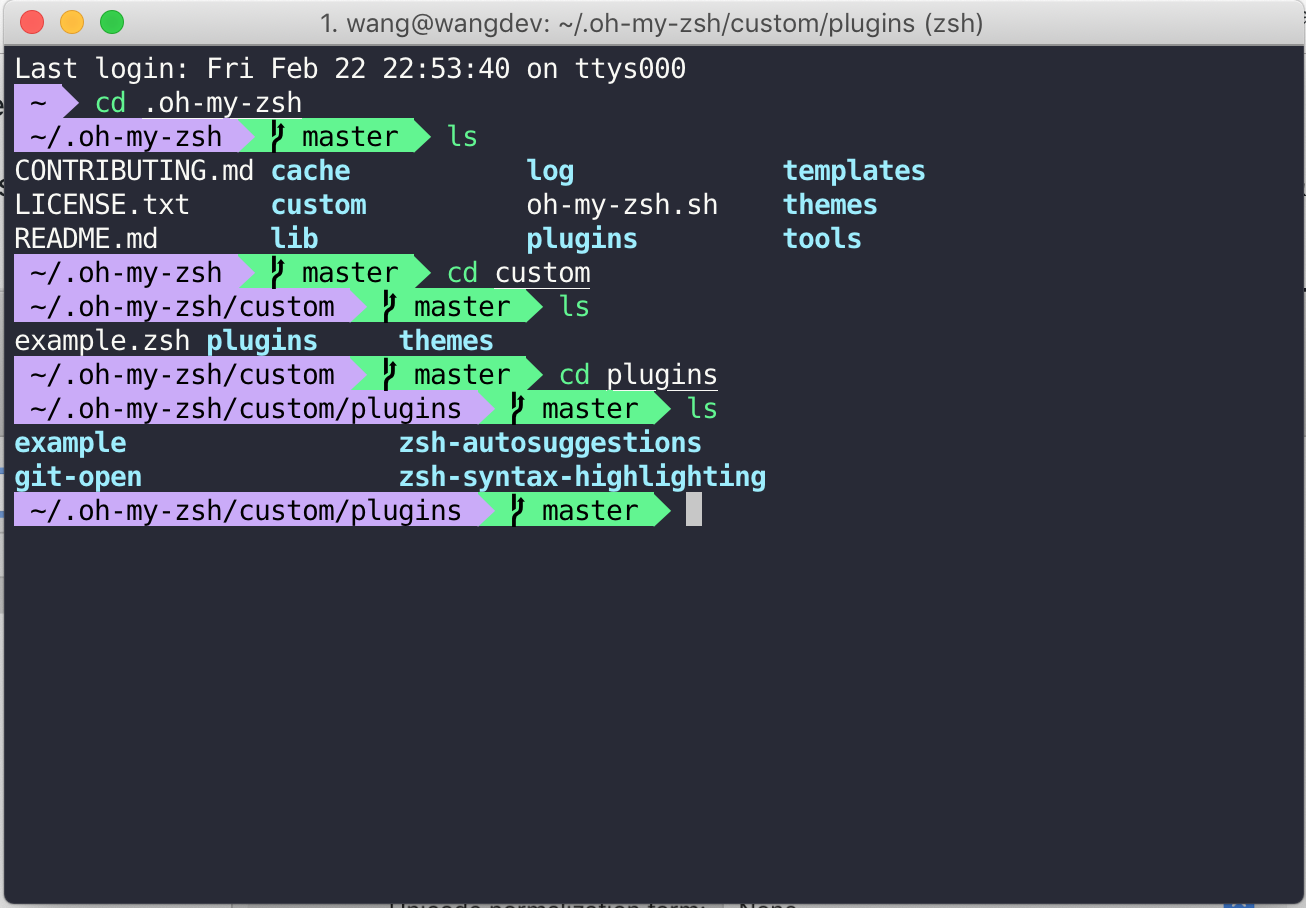 1. wang@wangdev: ~/.oh-my-zsh/custom/plugins (zsh)
Last login: Fri Feb 22 22:53:40 on ttys000
~ cd .oh-my-zsh
~/.oh-my-zsh master ls
CONTRIBUTING.md cache log templates
LICENSE.txt custom oh-my-zsh.sh themes
README.md lib plugins tools
~/.oh-my-zsh master cd custom
~/.oh-my-zsh/custom master ls
example.zsh plugins themes
~/.oh-my-zsh/custom master cd plugins
~/.oh-my-zsh/custom/plugins master ls
example zsh-autosuggestions
git-open zsh-syntax-highlighting
~/.oh-my-zsh/custom/plugins master